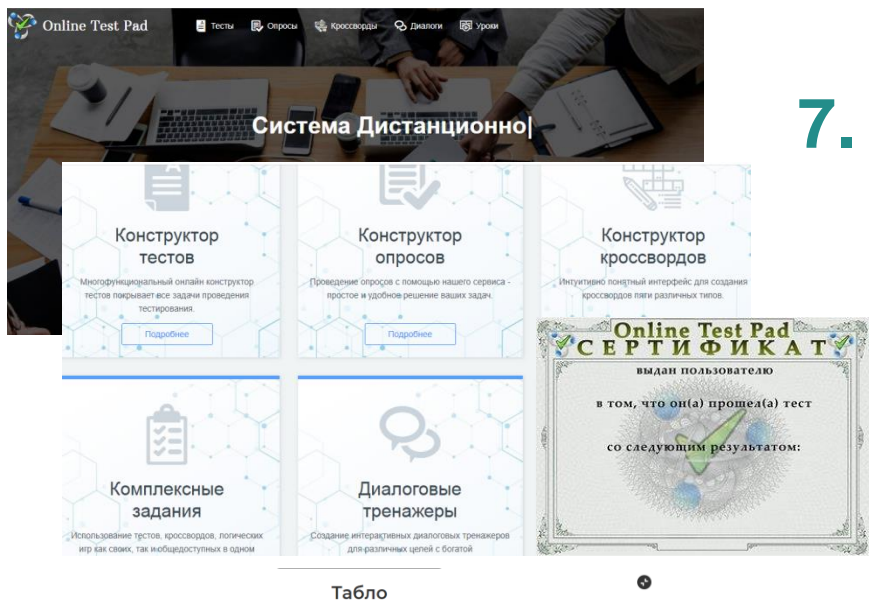 Online Test Pad
Тесты
Опросы
Кроссворды
Диалоги
Уроки
Система Дистанционно|
7.
Конструктор
тестов
Многофункциональный онлайн конструктор
тестов покрывает все задачи проведения
тестирования.
Подробнее
Конструктор
опросов
Проведение опросов с помощью нашего сервиса -
простое и удобное решение ваших задач.
Подробнее
Конструктор
кроссвордов
Интуитивно понятный интерфейс для создания
кроссвордов пяти различных типов.
Online Test Pad
СЕРТИФИКАТ
выдан пользователю
в том, что он(а) прошел(а) тест
со следующим результатом:
Комплексные
задания
Использование тестов, кроссвордов, логических
игр как своих, так и общедоступных в одном
Диалоговые
тренажеры
Создание интерактивных диалоговых тренажеров
для различных целей с богатой
Табло